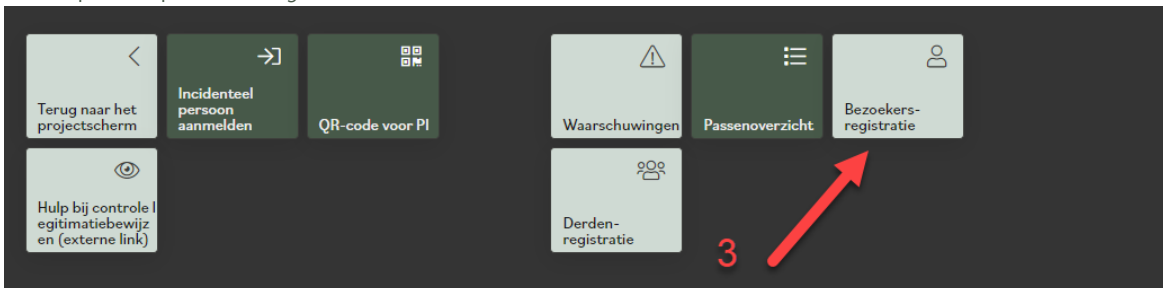 Terug naar het
projectscherm
Incidenteel
persoon
aanmelden
QR-code voor PI
Waarschuwingen
Passenoverzicht
Bezoekers-
registratie
Hulp bij controle l
egitimatiebewijz
en (externe link)
Derden-
registratie
3